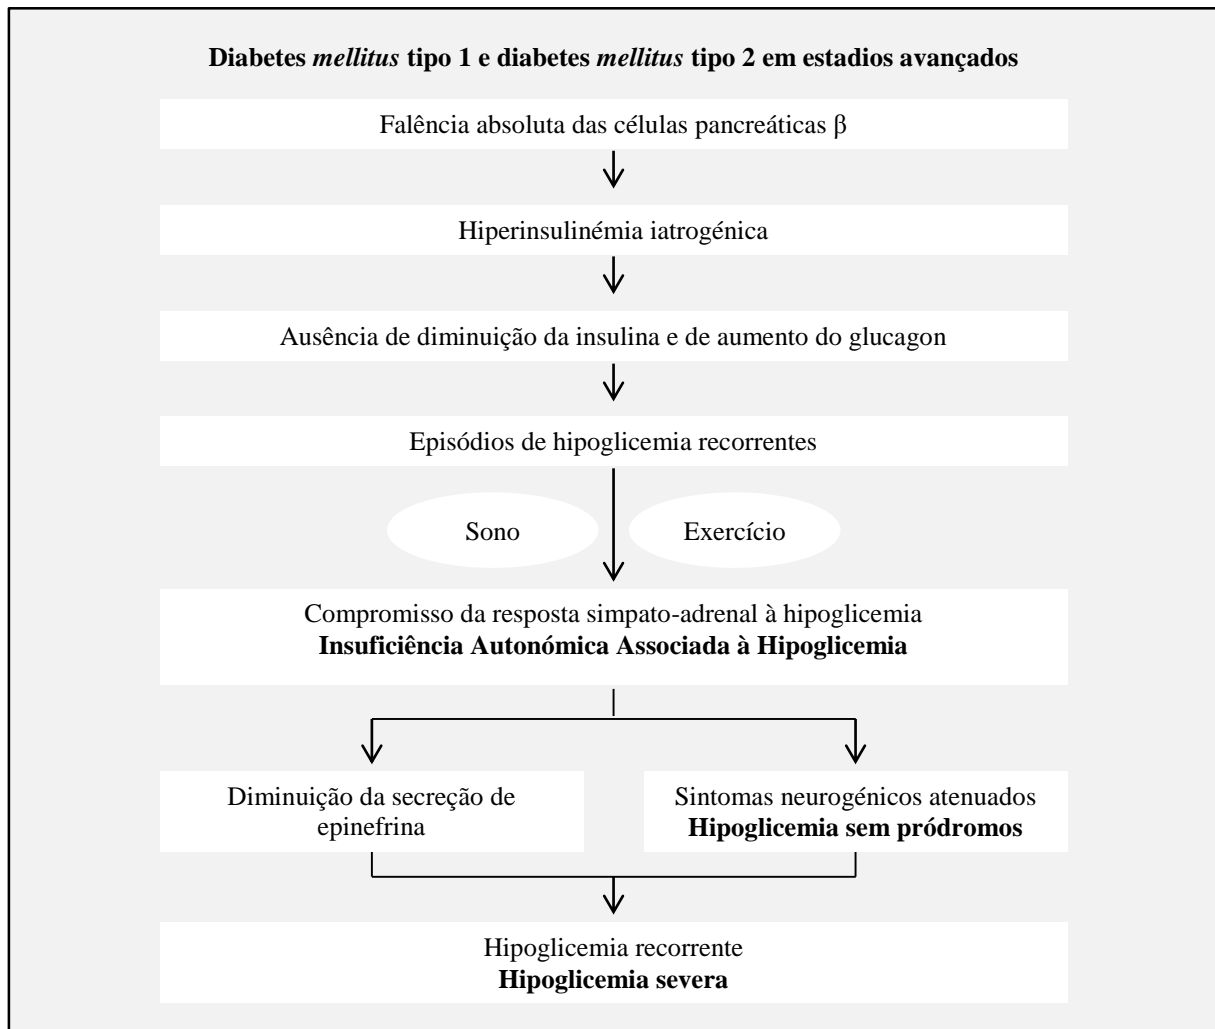 Diabetes mellitus tipo 1 e diabetes mellitus tipo 2 em estadios avançados
Falência absoluta das células pancreáticas β
Hiperinsulinémia iatrogénica
Ausência de diminuição da insulina e de aumento do glucagon
Episódios de hipoglicemia recorrentes
Sono
Exercício
Compromisso da resposta simpato-adrenal à hipoglicemia
Insuficiência Autonómica Associada à Hipoglicemia
Diminuição da secreção de
epinefrina
Sintomas neurogénicos atenuados
Hipoglicemia sem pródromos
Hipoglicemia recorrente
Hipoglicemia severa